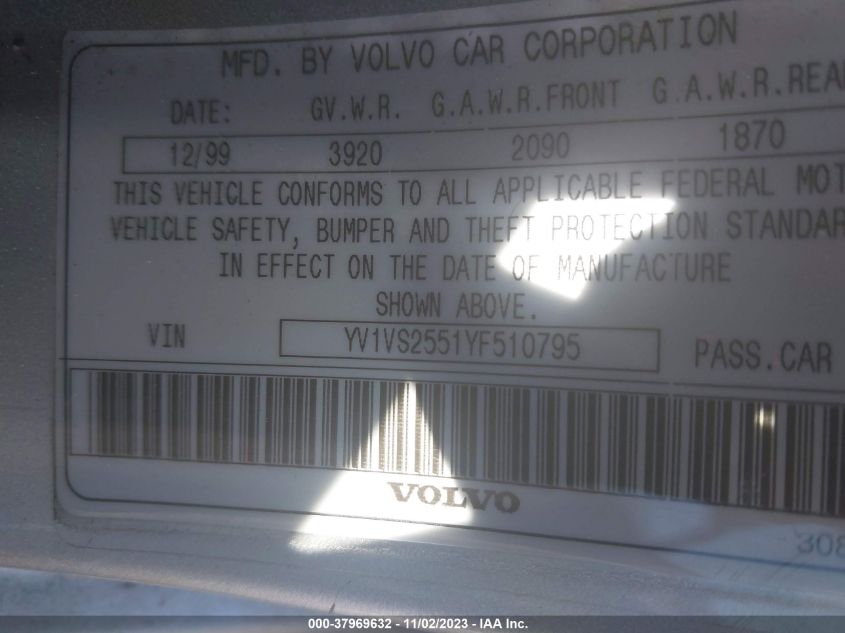 MFD. BY VOLVO CAR CORPORATION
DATE: GV.W.R. G.A.W.R.FRONT G.A.W.R.REA
12/99 3920 2090 1870
THIS VEHICLE CONFORMS TO ALL APPLICABLE FEDERAL MOT
VEHICLE SAFETY, BUMPER AND THEFT PROTECTION STANDAR
IN EFFECT ON THE DATE OF MANUFACTURE
SHOWN ABOVE.
VIN YV1VS2551YF510795 PASS.CAR
VOLVO
308
000-37969632 - 11/02/2023 - IAA Inc.